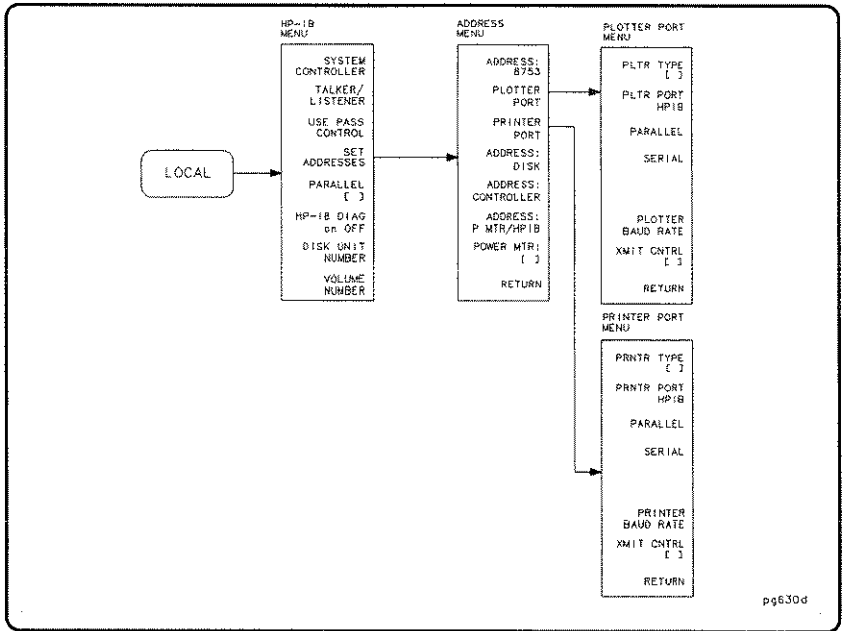 LOCAL
HP-IB
MENU
SYSTEM
CONTROLLER
TALKER/
LISTENER
USE PASS
CONTROL
SET
ADDRESSES
PARALLEL
[ ]
HP-IB DIAG
on OFF
DISK UNIT
NUMBER
VOLUME
NUMBER
ADDRESS
MENU
ADDRESS:
8753
PLOTTER
PORT
PRINTER
PORT
ADDRESS:
DISK
ADDRESS:
CONTROLLER
ADDRESS:
P MTR/HPIB
POWER MTR:
[ ]
RETURN
PLOTTER PORT
MENU
PLTR TYPE
[ ]
PLTR PORT
HPIB
PARALLEL
SERIAL
PLOTTER
BAUD RATE
XMIT CNTRL
[ ]
RETURN
PRINTER PORT
MENU
PRNTR TYPE
[ ]
PRNTR PORT
HPIB
PARALLEL
SERIAL
PRINTER
BAUD RATE
XMIT CNTRL
[ ]
RETURN
pg630d